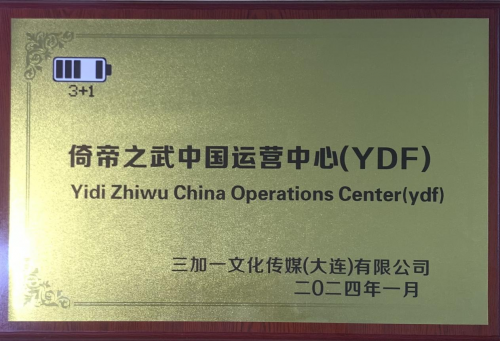 3+1
倚帝之武中国运营中心(YDF)
Yidi Zhiwu China Operations Center(ydf)
三加一文化传媒(大连)有限公司
二〇二四年一月